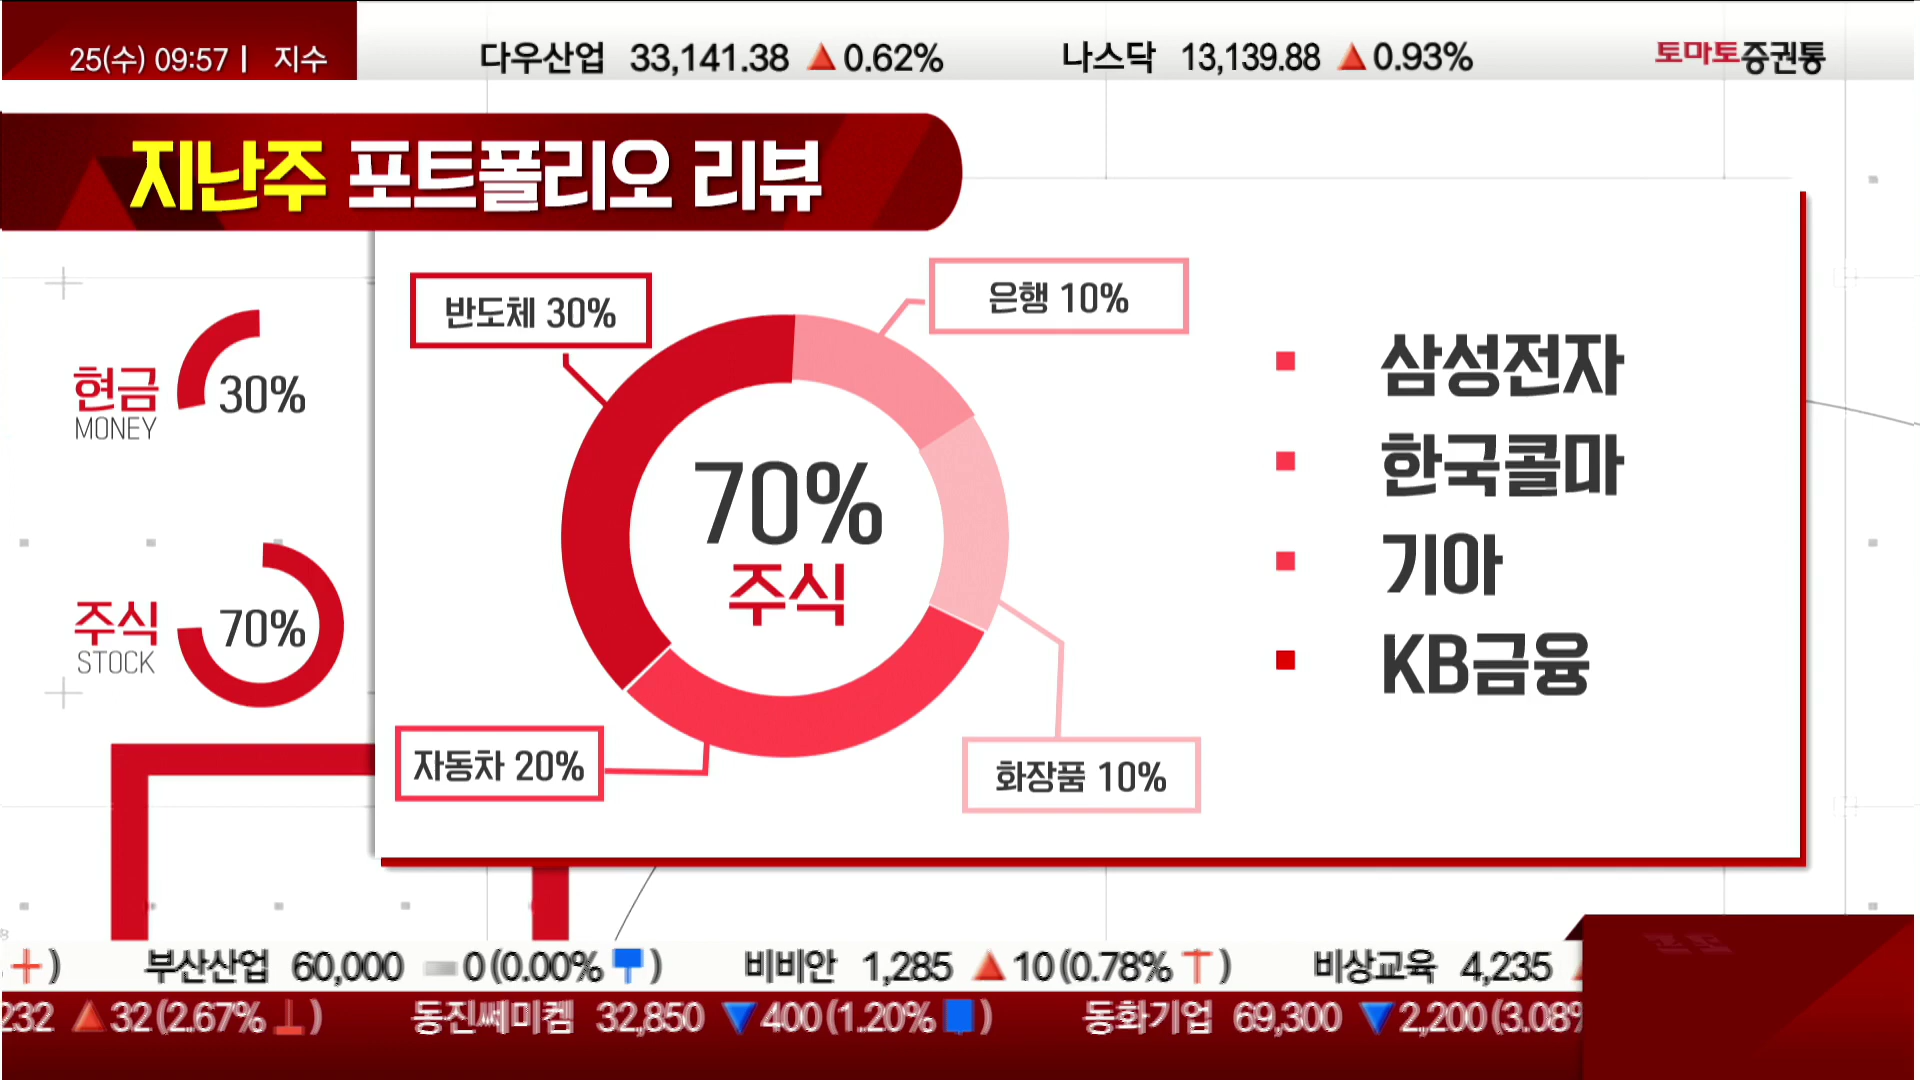 25(수) 09:57 | 지수
다우산업 33,141.38 ▲0.62%
나스닥 13,139.88 ▲0.93%
토마토증권통
지난주 포트폴리오 리뷰
현금
MONEY
30%
주식
STOCK
70%
반도체 30%
은행 10%
70%
주식
자동차 20%
화장품 10%
▪ 삼성전자
▪ 한국콜마
▪ 기아
▪ KB금융
) 부산산업 60,000 0(0.00% ) 비비안 1,285 ▲10(0.78% ) 비상교육 4,235
232 ▲32(2.67% ) 동진쎄미켐 32,850 ▼400(1.20% ) 동화기업 69,300 ▼2,200(3.08%